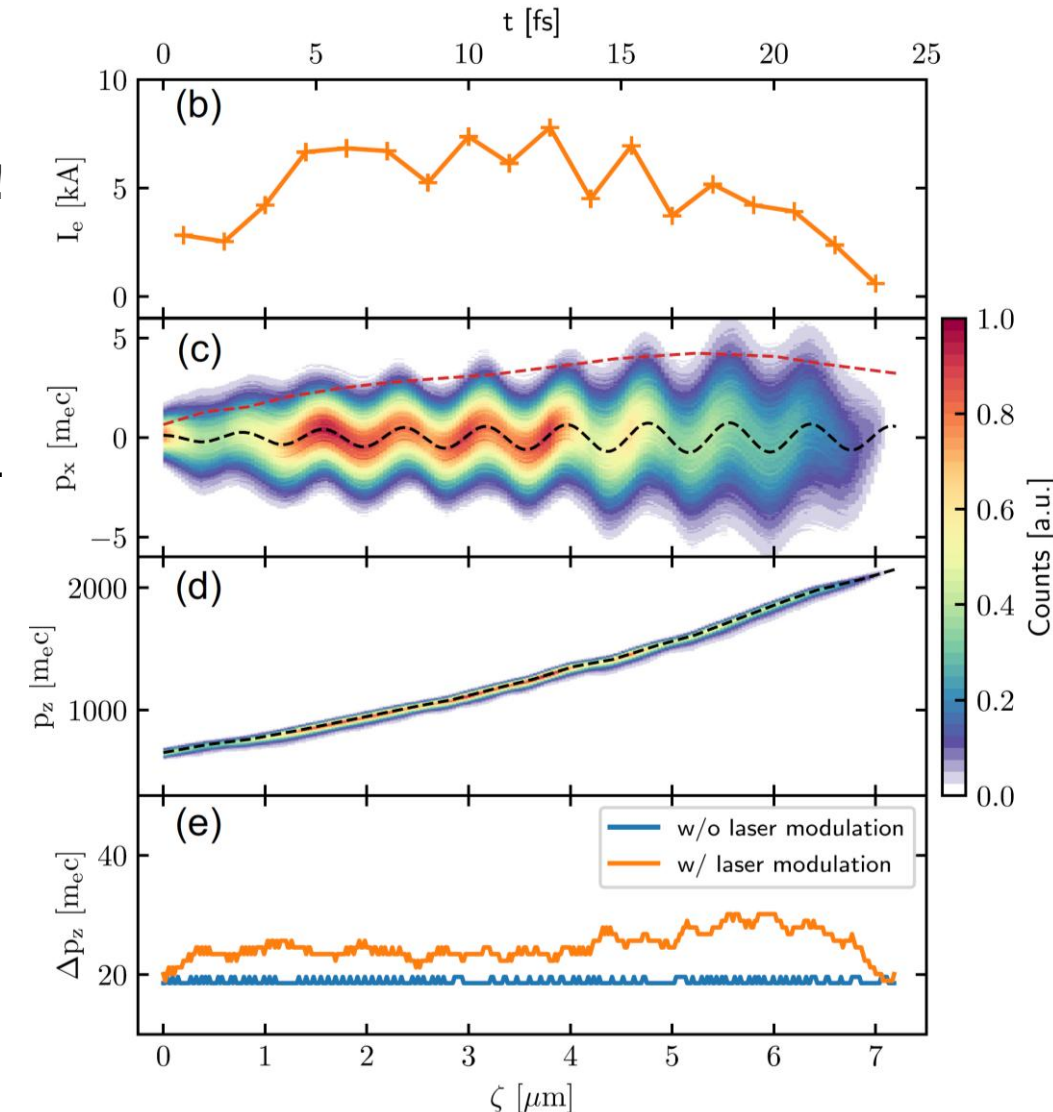 t [fs]
0 5 10 15 20 25
(b)
10
5
0
I_e [kA]
(c)
5
0
−5
p_x [m_ec]
1.0
0.8
0.6
0.4
0.2
0.0
Counts [a.u.]
(d)
2000
1000
p_z [m_ec]
(e)
w/o laser modulation
w/ laser modulation
40
20
Δp_z [m_ec]
0 1 2 3 4 5 6 7
ζ [μm]